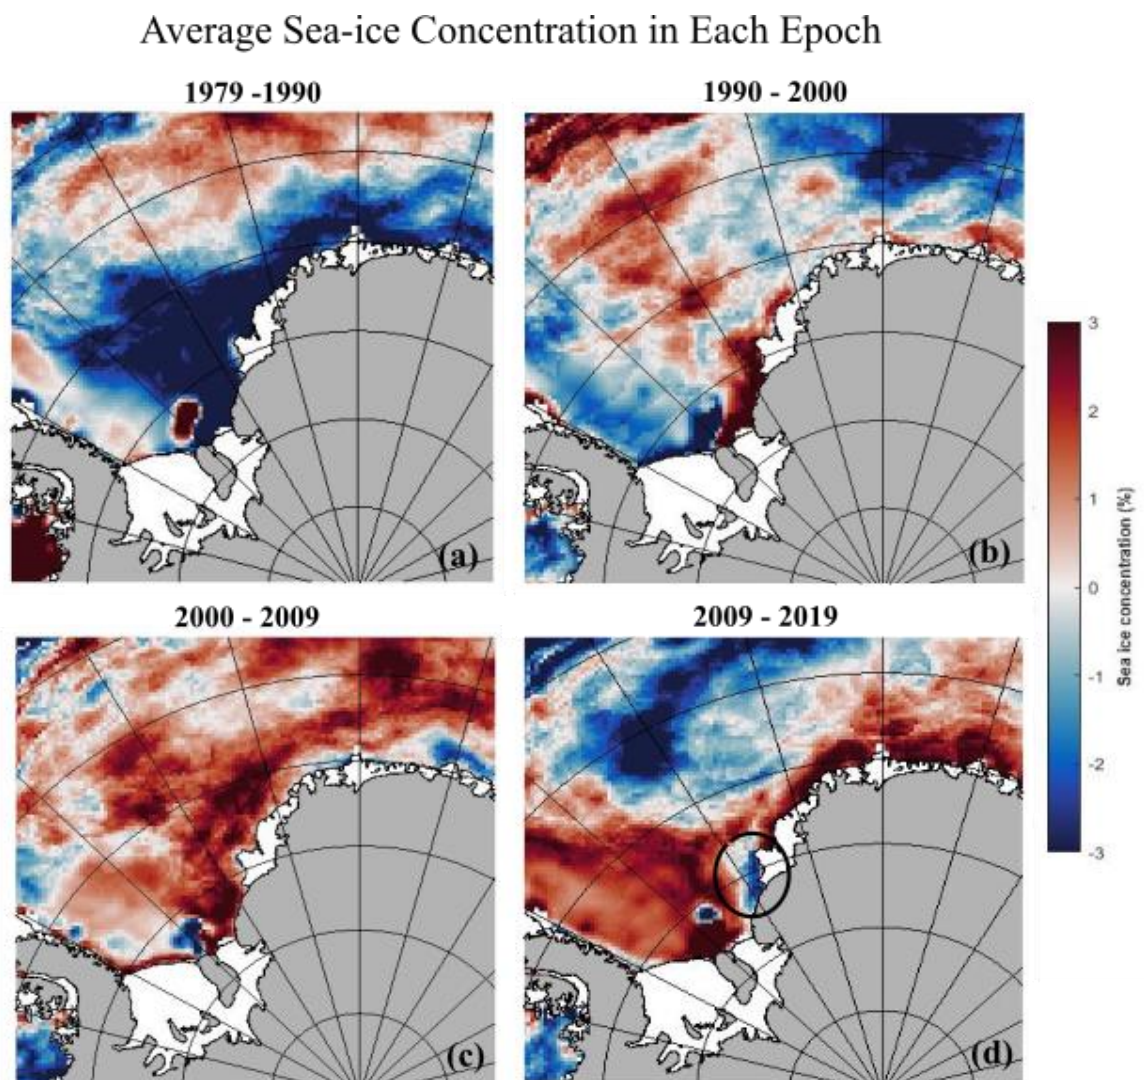 Average Sea-ice Concentration in Each Epoch
1979 -1990
1990 - 2000
(a)
(b)
3
2
1
0
-1
-2
-3
Sea ice concentration (%)
2000 - 2009
2009 - 2019
(c)
(d)